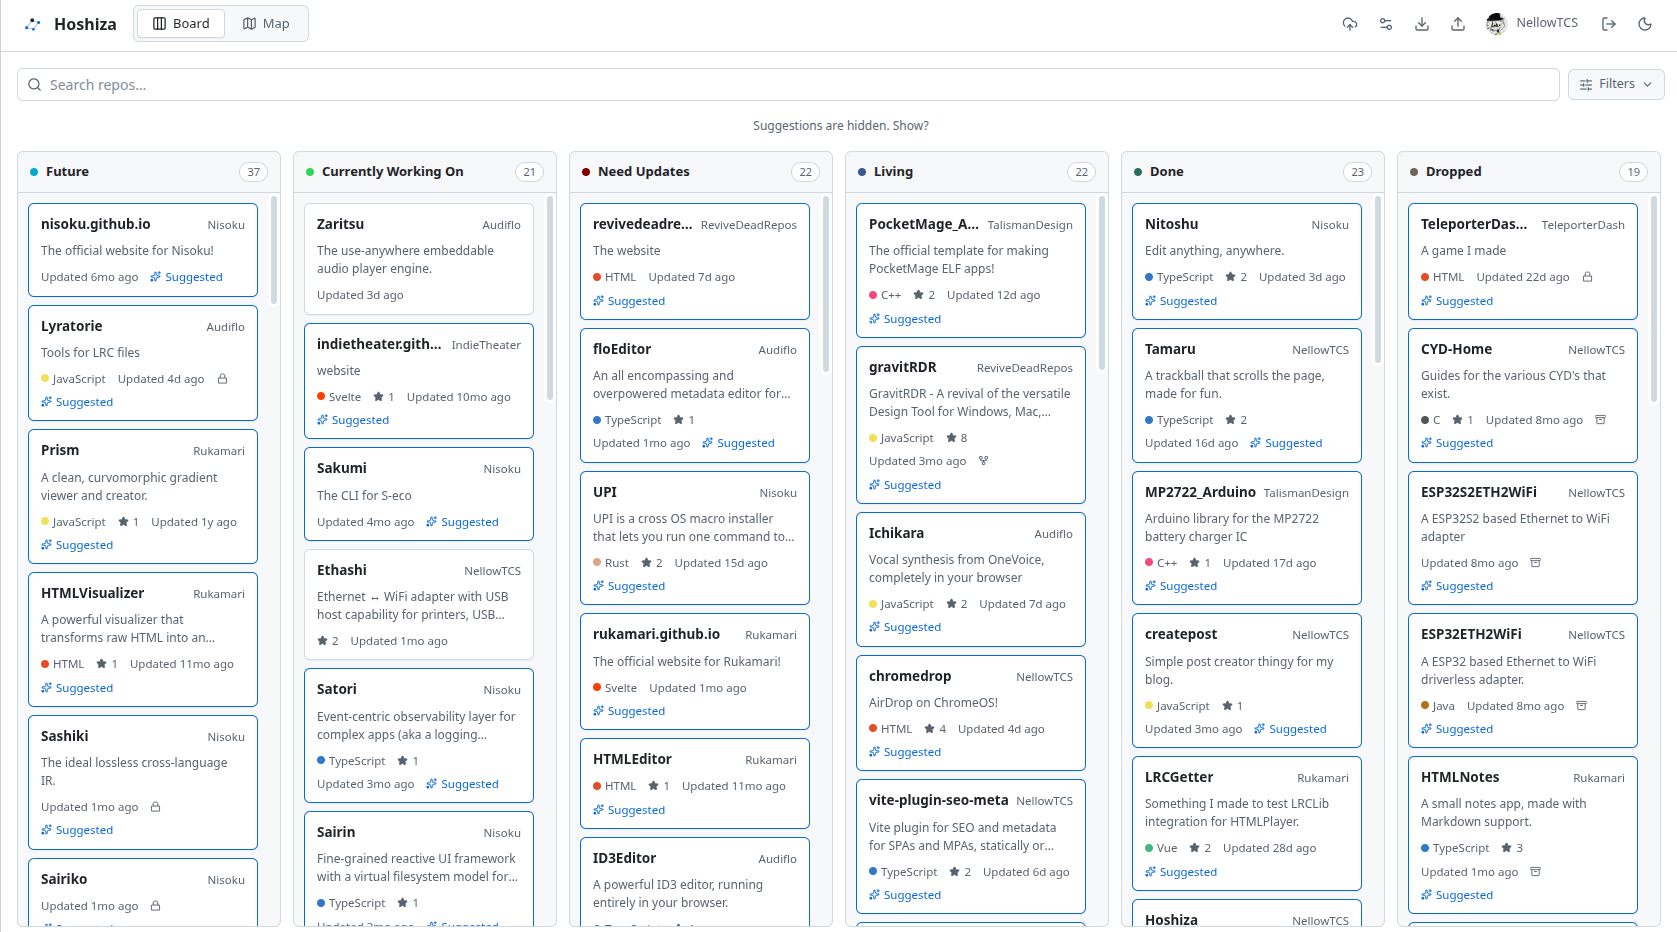 Hoshiza
Board
Map
NellowTCS
Search repos...
Filters
Suggestions are hidden. Show?
Future 37
nisoku.github.io Nisoku
The official website for Nisoku!
Updated 6mo ago Suggested
Lyratorie Audiflo
Tools for LRC files
JavaScript Updated 4d ago
Suggested
Prism Rukamari
A clean, curvomorphic gradient
viewer and creator.
JavaScript 1 Updated 1y ago
Suggested
HTMLVisualizer Rukamari
A powerful visualizer that
transforms raw HTML into an...
HTML 1 Updated 11mo ago
Suggested
Sashiki Nisoku
The ideal lossless cross-language
IR.
Updated 1mo ago
Suggested
Sairiko Nisoku
Updated 1mo ago
Currently Working On 21
Zaritsu Audiflo
The use-anywhere embeddable
audio player engine.
Updated 3d ago
indietheater.gith... IndieTheater
website
Svelte 1 Updated 10mo ago
Suggested
Sakumi Nisoku
The CLI for S-eco
Updated 4mo ago Suggested
Ethashi NellowTCS
Ethernet ↔ WiFi adapter with USB
host capability for printers, USB...
2 Updated 1mo ago
Satori Nisoku
Event-centric observability layer for
complex apps (aka a logging...
TypeScript 1
Updated 3mo ago Suggested
Sairin Nisoku
Fine-grained reactive UI framework
with a virtual filesystem model for...
TypeScript 1
Updated 3mo ago Suggested
Need Updates 22
revivedeadre... ReviveDeadRepos
The website
HTML Updated 7d ago
Suggested
floEditor Audiflo
An all encompassing and
overpowered metadata editor for...
TypeScript 1
Updated 1mo ago Suggested
UPI Nisoku
UPI is a cross OS macro installer
that lets you run one command to...
Rust 2 Updated 15d ago
Suggested
rukamari.github.io Rukamari
The official website for Rukamari!
Svelte Updated 1mo ago
Suggested
HTMLEditor Rukamari
HTML 1 Updated 11mo ago
Suggested
ID3Editor Audiflo
A powerful ID3 editor, running
entirely in your browser.
Living 22
PocketMage_A... TalismanDesign
The official template for making
PocketMage ELF apps!
C++ 2 Updated 12d ago
Suggested
gravitRDR ReviveDeadRepos
GravitRDR - A revival of the versatile
Design Tool for Windows, Mac,...
JavaScript 8
Updated 3mo ago
Suggested
Ichikara Audiflo
Vocal synthesis from OneVoice,
completely in your browser
JavaScript 2 Updated 7d ago
Suggested
chromedrop NellowTCS
AirDrop on ChromeOS!
HTML 4 Updated 4d ago
Suggested
vite-plugin-seo-meta NellowTCS
Vite plugin for SEO and metadata
for SPAs and MPAs, statically or...
TypeScript 2 Updated 6d ago
Suggested
Done 23
Nitoshu Nisoku
Edit anything, anywhere.
TypeScript 2 Updated 3d ago
Suggested
Tamaru NellowTCS
A trackball that scrolls the page,
made for fun.
TypeScript 2
Updated 16d ago Suggested
MP2722_Arduino TalismanDesign
Arduino library for the MP2722
battery charger IC
C++ 1 Updated 17d ago
Suggested
createpost NellowTCS
Simple post creator thingy for my
blog.
JavaScript 1
Updated 3mo ago Suggested
LRCGetter Rukamari
Something I made to test LRCLib
integration for HTMLPlayer.
Vue 2 Updated 28d ago
Suggested
Hoshiza NellowTCS
Dropped 19
TeleporterDas... TeleporterDash
A game I made
HTML Updated 22d ago
Suggested
CYD-Home NellowTCS
Guides for the various CYD's that
exist.
C 1 Updated 8mo ago
Suggested
ESP32S2ETH2WiFi NellowTCS
A ESP32S2 based Ethernet to WiFi
adapter
Updated 8mo ago
Suggested
ESP32ETH2WiFi NellowTCS
A ESP32 based Ethernet to WiFi
driverless adapter.
Java Updated 8mo ago
Suggested
HTMLNotes Rukamari
A small notes app, made with
Markdown support.
TypeScript 3
Updated 1mo ago
Suggested